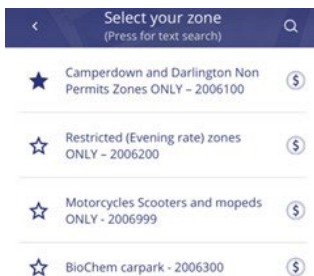 Select your zone
(Press for text search)
Camperdown and Darlington Non
Permits Zones ONLY – 2006100
$
Restricted (Evening rate) zones
ONLY – 2006200
$
Motorcycles Scooters and mopeds
ONLY - 2006999
$
BioChem carpark - 2006300
$